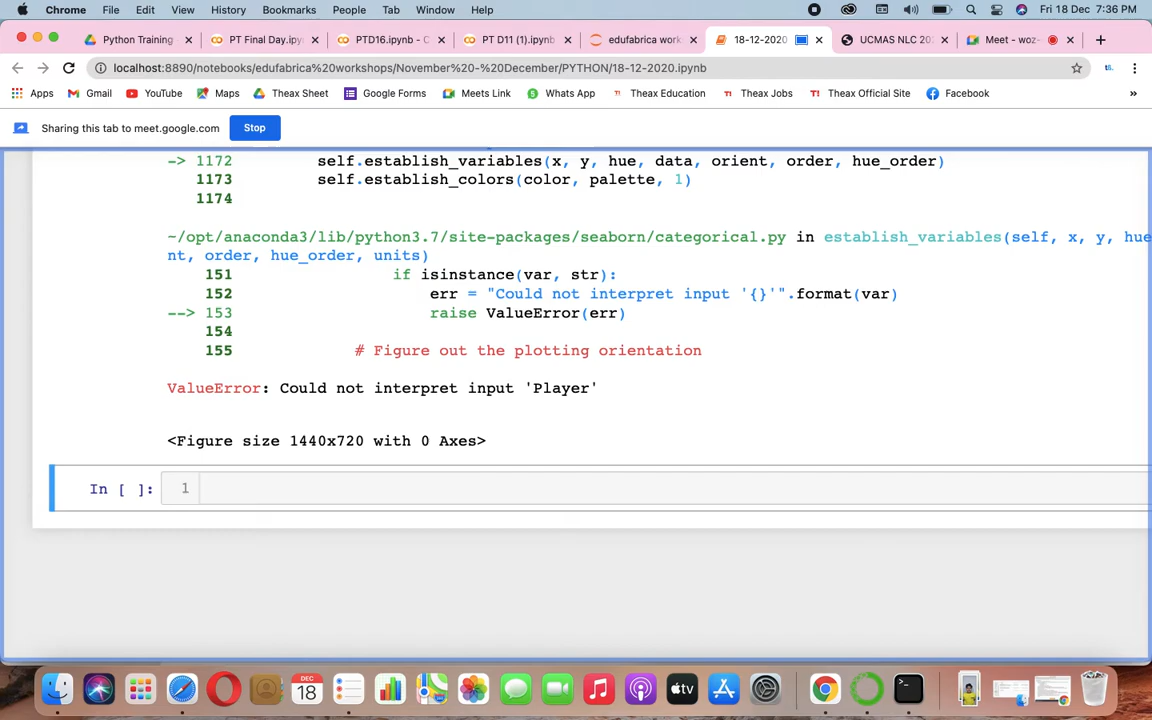 Chrome File Edit View History Bookmarks People Tab Window Help Fri 18 Dec 7:36 PM
Python Training PT Final Day.ipy PTD16.ipynb - C PT D11 (1).ipynb edufabrica work 18-12-2020 UCMAS NLC 20 Meet - woz-
localhost:8890/notebooks/edufabrica%20workshops/November%20-%20December/PYTHON/18-12-2020.ipynb
Apps Gmail YouTube Maps Theax Sheet Google Forms Meets Link Whats App Theax Education Theax Jobs Theax Official Site Facebook »
Sharing this tab to meet.google.com Stop
-> 1172 self.establish_variables(x, y, hue, data, orient, order, hue_order)
1173 self.establish_colors(color, palette, 1)
1174
~/opt/anaconda3/lib/python3.7/site-packages/seaborn/categorical.py in establish_variables(self, x, y, hue
nt, order, hue_order, units)
151 if isinstance(var, str):
152 err = "Could not interpret input '{}'".format(var)
--> 153 raise ValueError(err)
154
155 # Figure out the plotting orientation
ValueError: Could not interpret input 'Player'
<Figure size 1440x720 with 0 Axes>
In [ ]: 1
DEC
18
tv